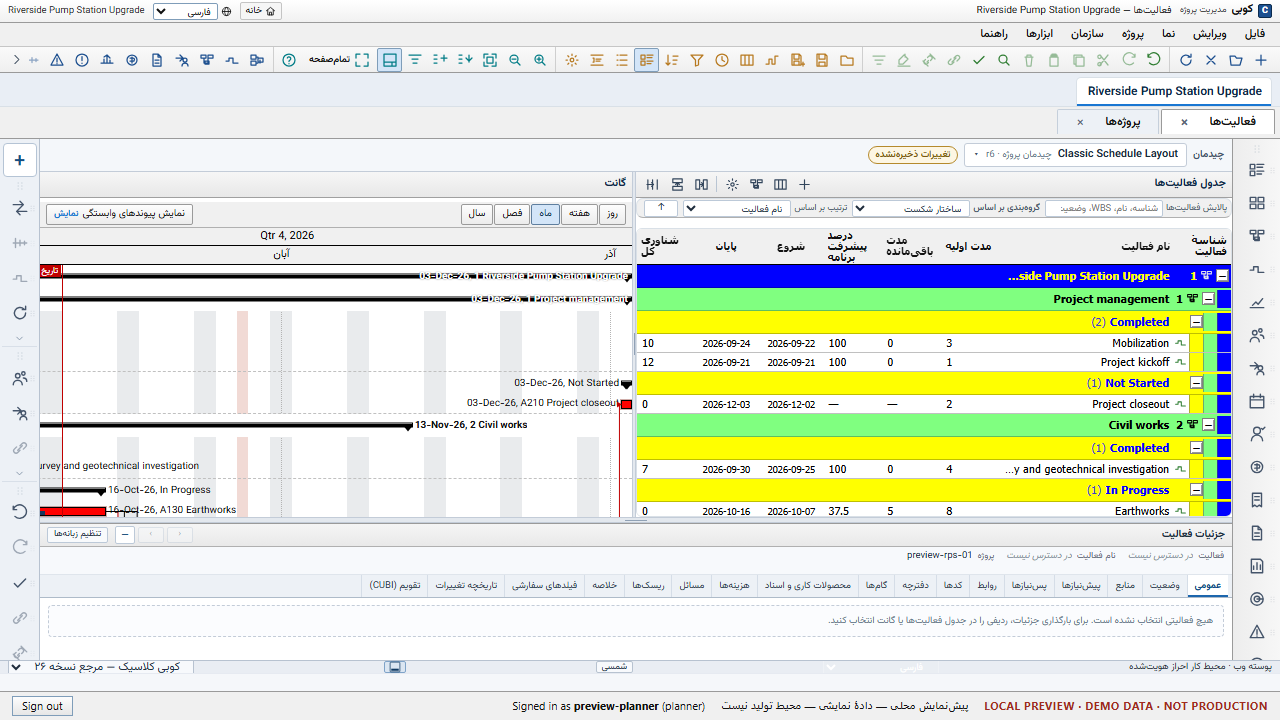 کوبی مدیریت پروژه فعالیت‌ها — Riverside Pump Station Upgrade
خانه
فارسی
Riverside Pump Station Upgrade
فایل ویرایش نما پروژه سازمان ابزارها راهنما
تمام‌صفحه
Riverside Pump Station Upgrade
فعالیت‌ها ×
پروژه‌ها ×
چیدمان Classic Schedule Layout چیدمان پروژه · r6 تغییرات ذخیره‌نشده
جدول فعالیت‌ها
پالایش فعالیت‌ها شناسه، نام، WBS، وضعیت گروه‌بندی بر اساس ساختار شکست ترتیب بر اساس نام فعالیت
شناسه فعالیت نام فعالیت مدت اولیه مدت باقی‌مانده درصد پیشرفت برنامه شروع پایان شناوری کل
1 ...side Pump Station Upgrade
1 Project management
Completed (2)
Mobilization 3 0 100 2026-09-22 2026-09-24 10
Project kickoff 1 0 100 2026-09-21 2026-09-21 12
Not Started (1)
Project closeout 2 — — 2026-12-02 2026-12-03 0
2 Civil works
Completed (1)
...y and geotechnical investigation 4 0 100 2026-09-25 2026-09-30 7
In Progress (1)
Earthworks 8 5 37.5 2026-10-07 2026-10-16 0
گانت
روز هفته ماه فصل سال
نمایش پیوندهای وابستگی نمایش
Qtr 4, 2026
آبان آذر
تاریخ
03-Dec-26, 1 Riverside Pump Station Upgrade
03-Dec-26, 1 Project management
03-Dec-26, Not Started
03-Dec-26, A210 Project closeout
13-Nov-26, 2 Civil works
urvey and geotechnical investigation
16-Oct-26, In Progress
16-Oct-26, A130 Earthworks
جزئیات فعالیت
تنظیم زبانه‌ها
فعالیت در دسترس نیست نام فعالیت در دسترس نیست پروژه preview-rps-01
عمومی وضعیت منابع پیش‌نیازها پس‌نیازها روابط کدها دفترچه گام‌ها محصولات کاری و اسناد هزینه‌ها مسائل ریسک‌ها خلاصه فیلدهای سفارشی تاریخچه تغییرات تقویم (CUBI)
هیچ فعالیتی انتخاب نشده است. برای بارگذاری جزئیات، ردیفی را در جدول فعالیت‌ها یا گانت انتخاب کنید.
پوسته وب · محیط کار احراز هویت‌شده
فارسی
شمسی
کوبی کلاسیک — مرجع نسخه ۲۶
LOCAL PREVIEW · DEMO DATA · NOT PRODUCTION
پیش‌نمایش محلی — دادهٔ نمایشی — محیط تولید نیست
Signed in as preview-planner (planner)
Sign out